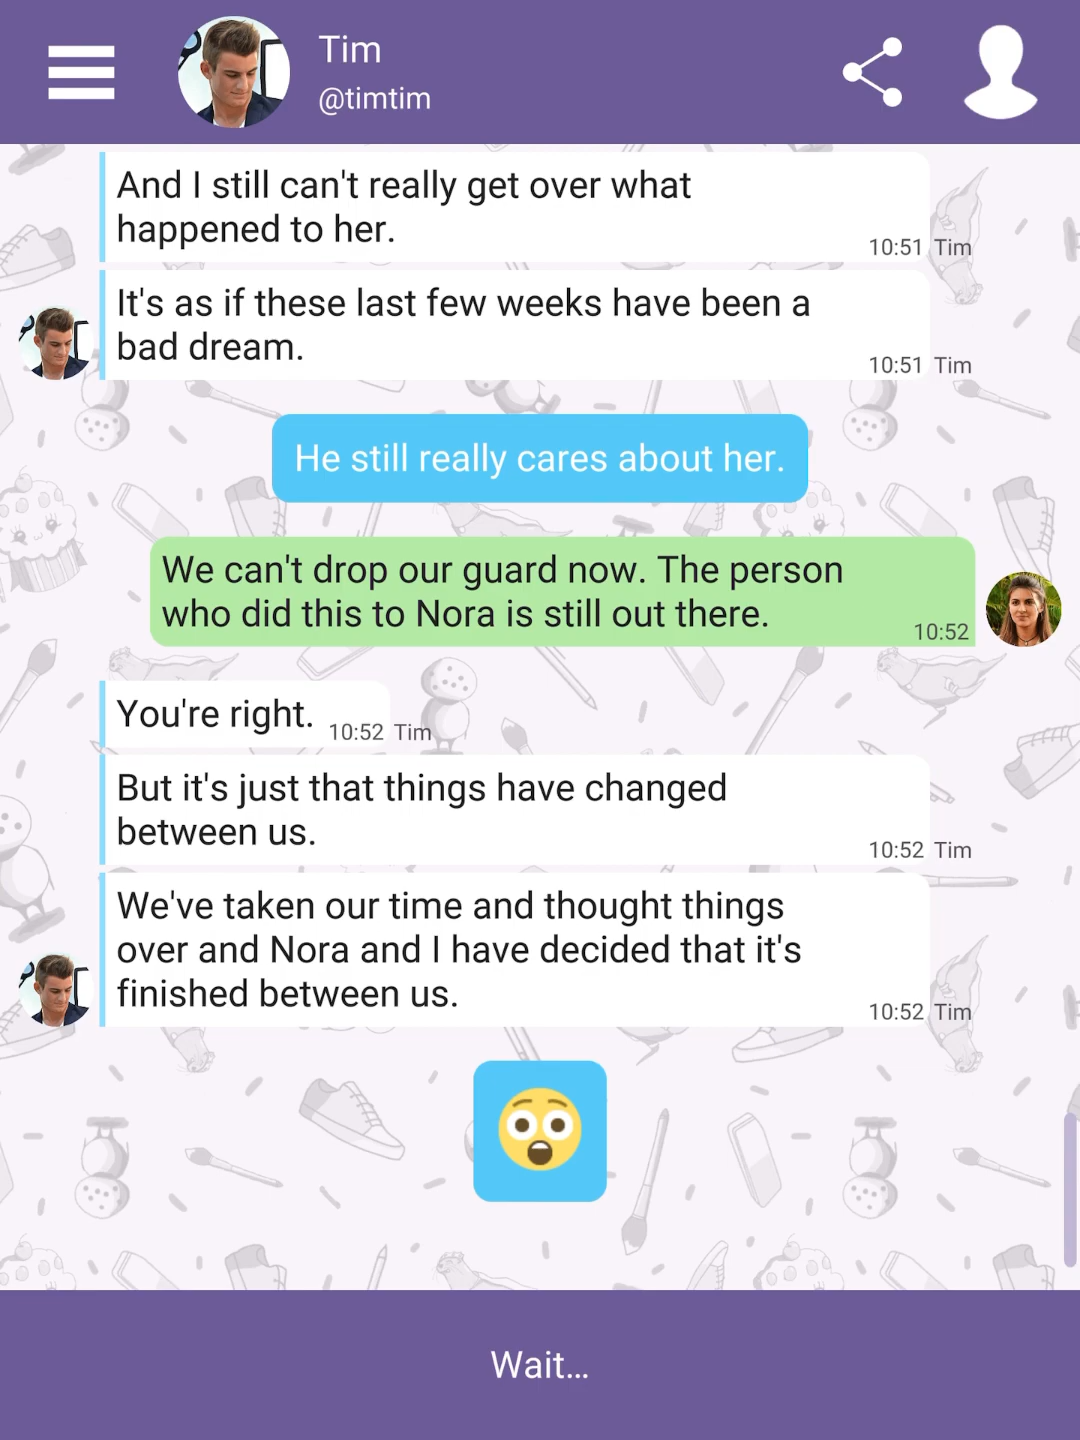 Tim
@timtim
And I still can't really get over what
happened to her.
10:51 Tim
It's as if these last few weeks have been a
bad dream.
10:51 Tim
He still really cares about her.
We can't drop our guard now. The person
who did this to Nora is still out there.
10:52
You're right.
10:52 Tim
But it's just that things have changed
between us.
10:52 Tim
We've taken our time and thought things
over and Nora and I have decided that it's
finished between us.
10:52 Tim
Wait...